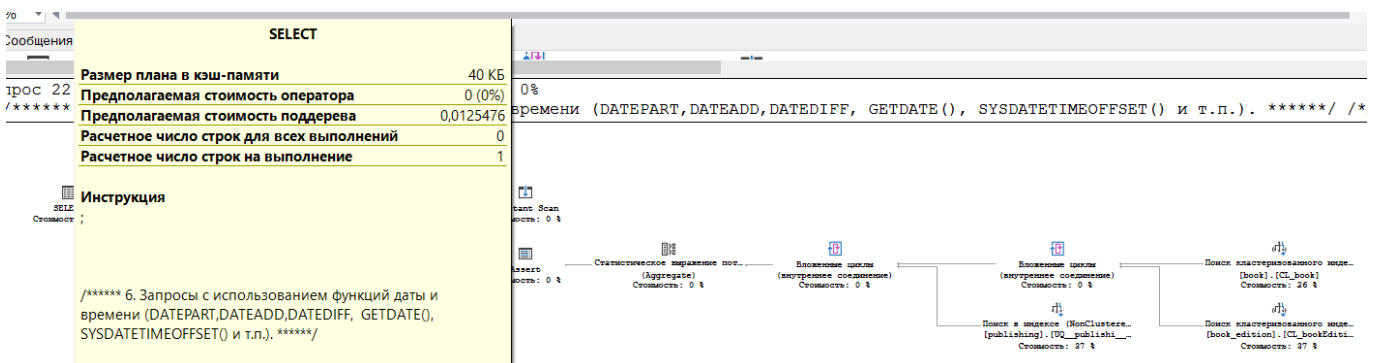 %
Сообщения
SELECT
Размер плана в кэш-памяти 40 КБ
Предполагаемая стоимость оператора 0 (0%)
Предполагаемая стоимость поддерева 0,0125476
Расчетное число строк для всех выполнений 0
Расчетное число строк на выполнение 1
Инструкция
;
/****** 6. Запросы с использованием функций даты и
времени (DATEPART,DATEADD,DATEDIFF, GETDATE(),
SYSDATETIMEOFFSET() и т.п.). ******/
прос 22 0%
/****** времени (DATEPART,DATEADD,DATEDIFF, GETDATE(), SYSDATETIMEOFFSET() и т.п.). ******/ /*
SELE
Стоимост
tant Scan
мость: 0 %
Assert
мость: 0 %
Статистическое выражение пот...
(Aggregate)
Стоимость: 0 %
Вложенные циклы
(внутреннее соединение)
Стоимость: 0 %
Вложенные циклы
(внутреннее соединение)
Стоимость: 0 %
Поиск кластеризованного инде...
[book].[CL_book]
Стоимость: 26 %
Поиск в индексе (NonClustere...
[publishing].[UQ__publishi__...
Стоимость: 37 %
Поиск кластеризованного инде...
[book_edition].[CL_bookEditi...
Стоимость: 37 %